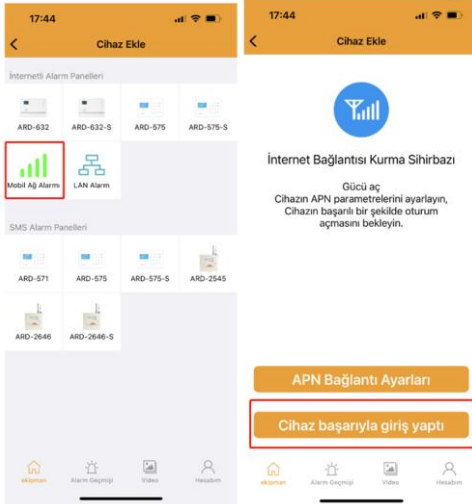 17:44
Cihaz Ekle
İnternetli Alarm Panelleri
ARD-632 ARD-632-S ARD-575 ARD-575-S
Mobil Ağ Alarmı LAN Alarm
SMS Alarm Panelleri
ARD-571 ARD-575 ARD-575-S ARD-2545
ARD-2646 ARD-2646-S
ekipman Alarm Geçmişi Video Hesabım
17:44
Cihaz Ekle
İnternet Bağlantısı Kurma Sihirbazı
Gücü aç
Cihazın APN parametrelerini ayarlayın,
Cihazın başarılı bir şekilde oturum
açmasını bekleyin.
APN Bağlantı Ayarları
Cihaz başarıyla giriş yaptı
ekipman Alarm Geçmişi Video Hesabım